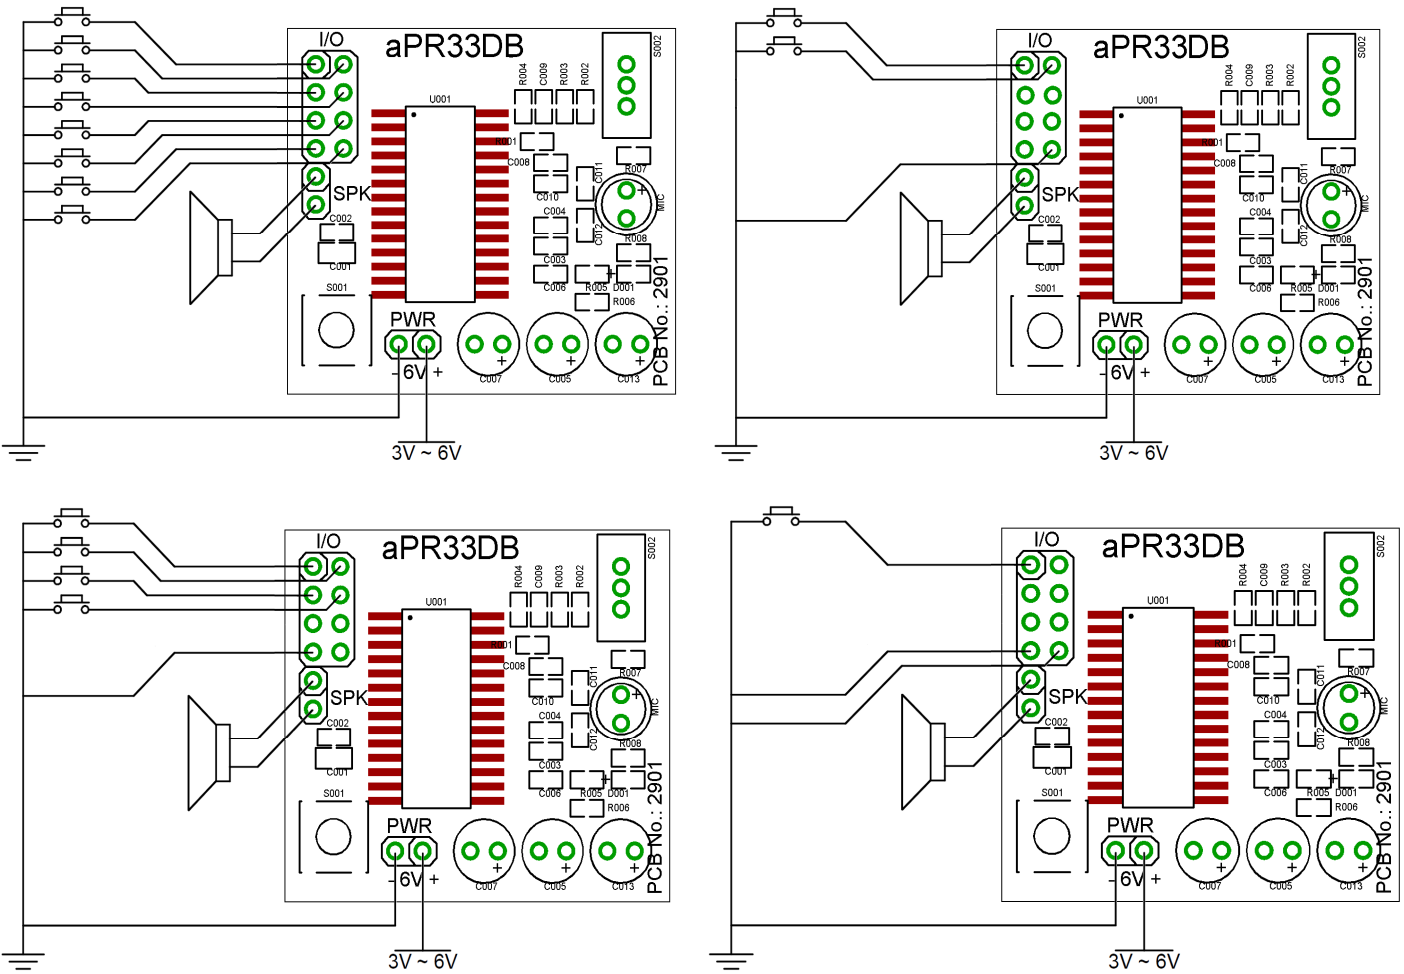 I/O
aPR33DB
S002
R004
C009
R003
R002
U001
R001
C008
C011
R007
C010
MIC
+
SPK
C002
C004
C012
R008
C001
C003
C006
R005
+
D001
R006
S001
PWR
- 6V +
+
+
+
C007
C005
C013
PCB No.: 2901
3V ~ 6V
I/O
aPR33DB
S002
R004
C009
R003
R002
U001
R001
C008
C011
R007
C010
MIC
+
SPK
C002
C004
C012
R008
C001
C003
C006
R005
+
D001
R006
S001
PWR
- 6V +
+
+
+
C007
C005
C013
PCB No.: 2901
3V ~ 6V
I/O
aPR33DB
S002
R004
C009
R003
R002
U001
R001
C008
C011
R007
C010
MIC
+
SPK
C002
C004
C012
R008
C001
C003
C006
R005
+
D001
R006
S001
PWR
- 6V +
+
+
+
C007
C005
C013
PCB No.: 2901
3V ~ 6V
I/O
aPR33DB
S002
R004
C009
R003
R002
U001
R001
C008
C011
R007
C010
MIC
+
SPK
C002
C004
C012
R008
C001
C003
C006
R005
+
D001
R006
S001
PWR
- 6V +
+
+
+
C007
C005
C013
PCB No.: 2901
3V ~ 6V